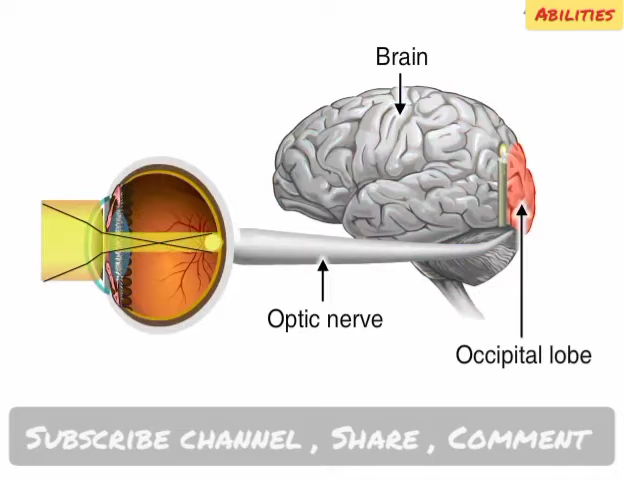 ABILITIES
Brain
Optic nerve
Occipital lobe
SUBSCRIBE CHANNEL , SHARE , COMMENT